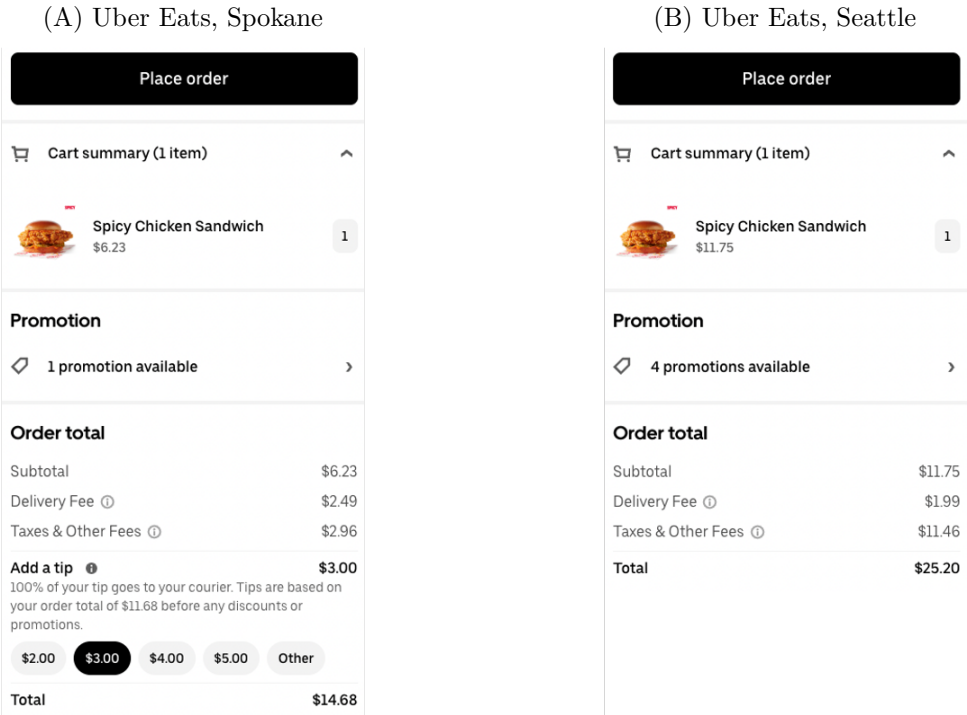 (A) Uber Eats, Spokane
Place order
Cart summary (1 item)
SPICY
Spicy Chicken Sandwich
$6.23
1
Promotion
1 promotion available
Order total
Subtotal $6.23
Delivery Fee $2.49
Taxes & Other Fees $2.96
Add a tip $3.00
100% of your tip goes to your courier. Tips are based on
your order total of $11.68 before any discounts or
promotions.
$2.00 $3.00 $4.00 $5.00 Other
Total $14.68
(B) Uber Eats, Seattle
Place order
Cart summary (1 item)
SPICY
Spicy Chicken Sandwich
$11.75
1
Promotion
4 promotions available
Order total
Subtotal $11.75
Delivery Fee $1.99
Taxes & Other Fees $11.46
Total $25.20